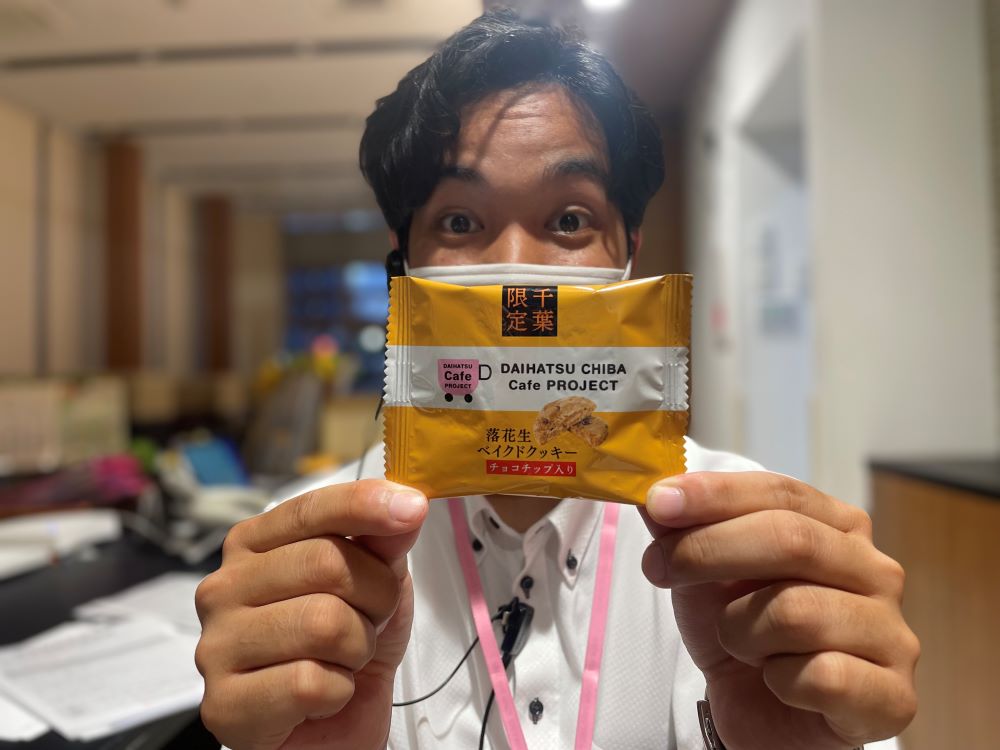 千葉
限定
DAIHATSU
Cafe
PROJECT
DAIHATSU CHIBA
Cafe PROJECT
落花生
ベイクドクッキー
チョコチップ入り